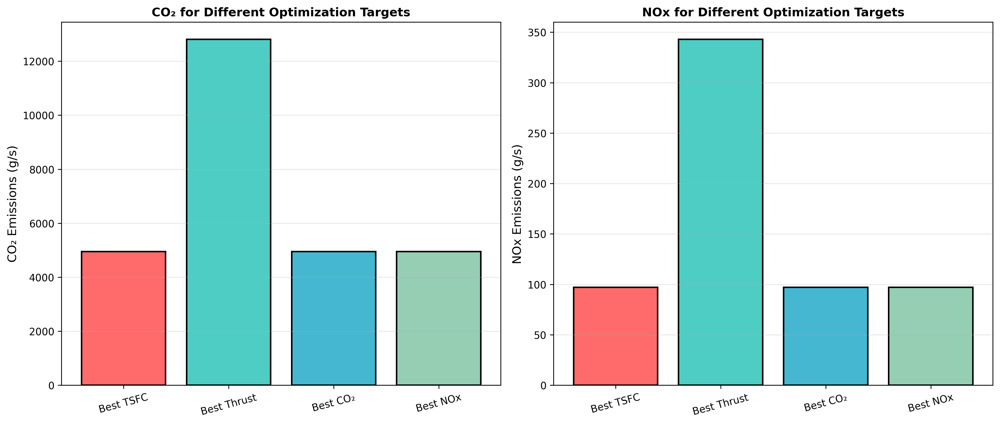 CO₂ for Different Optimization Targets
CO₂ Emissions (g/s)
12000
10000
8000
6000
4000
2000
0
Best TSFC
Best Thrust
Best CO₂
Best NOx
NOx for Different Optimization Targets
NOx Emissions (g/s)
350
300
250
200
150
100
50
0
Best TSFC
Best Thrust
Best CO₂
Best NOx